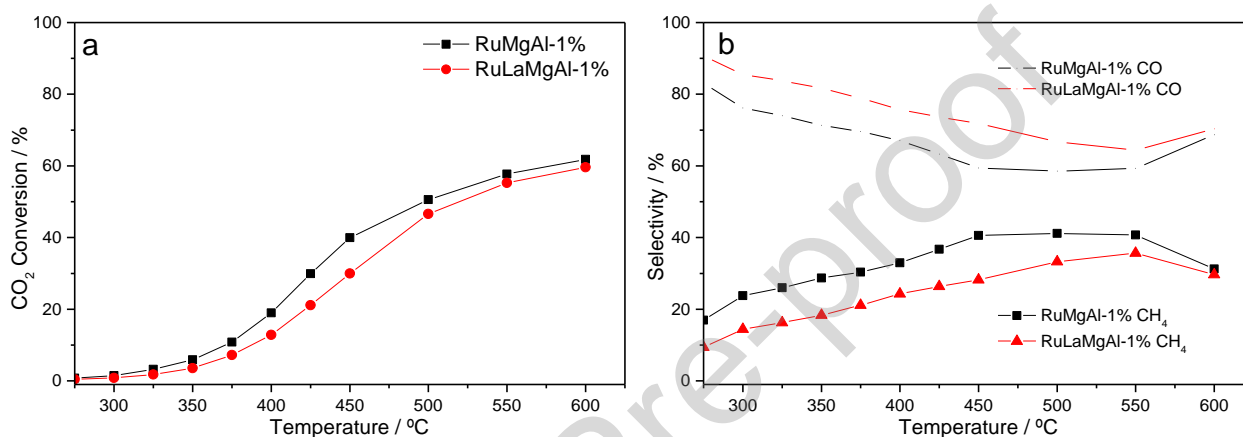 a
RuMgAl-1%
RuLaMgAl-1%
100
80
60
40
20
0
CO₂ Conversion / %
300 350 400 450 500 550 600
Temperature / ºC
b
RuMgAl-1% CO
RuLaMgAl-1% CO
RuMgAl-1% CH₄
RuLaMgAl-1% CH₄
100
80
60
40
20
0
Selectivity / %
300 350 400 450 500 550 600
Temperature / ºC
re-proof